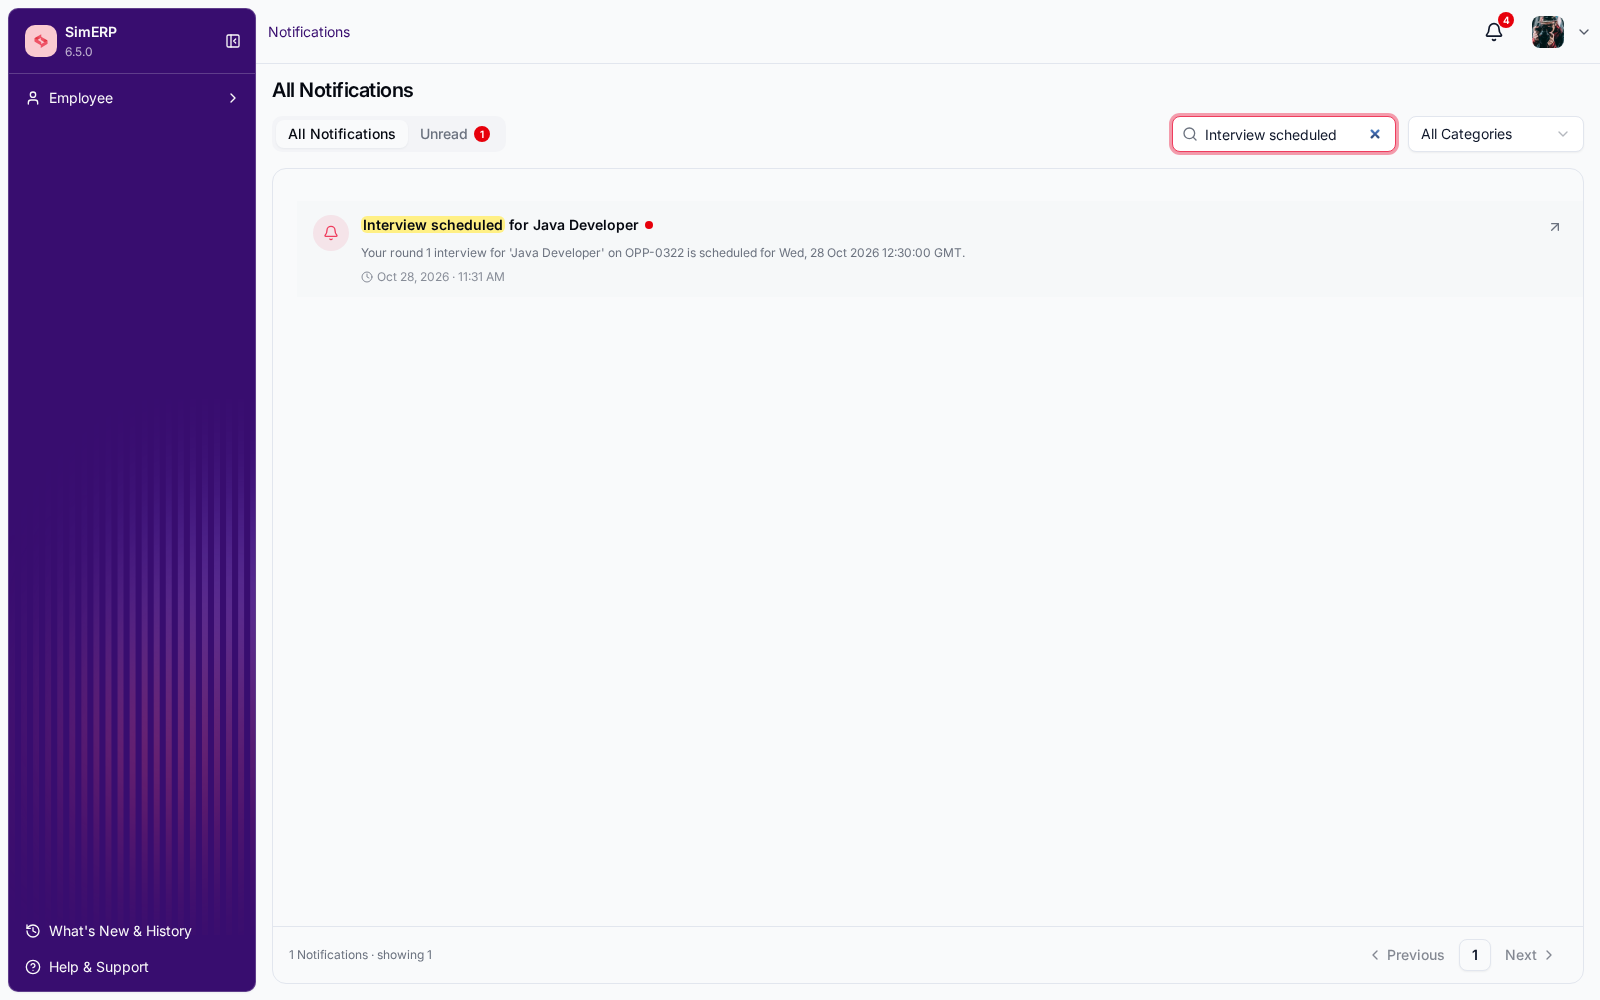 SimERP
6.5.0
Employee
What's New & History
Help & Support
Notifications
4
All Notifications
All Notifications
Unread 1
Interview scheduled
All Categories
Interview scheduled for Java Developer
Your round 1 interview for 'Java Developer' on OPP-0322 is scheduled for Wed, 28 Oct 2026 12:30:00 GMT.
Oct 28, 2026 · 11:31 AM
1 Notifications · showing 1
Previous
1
Next